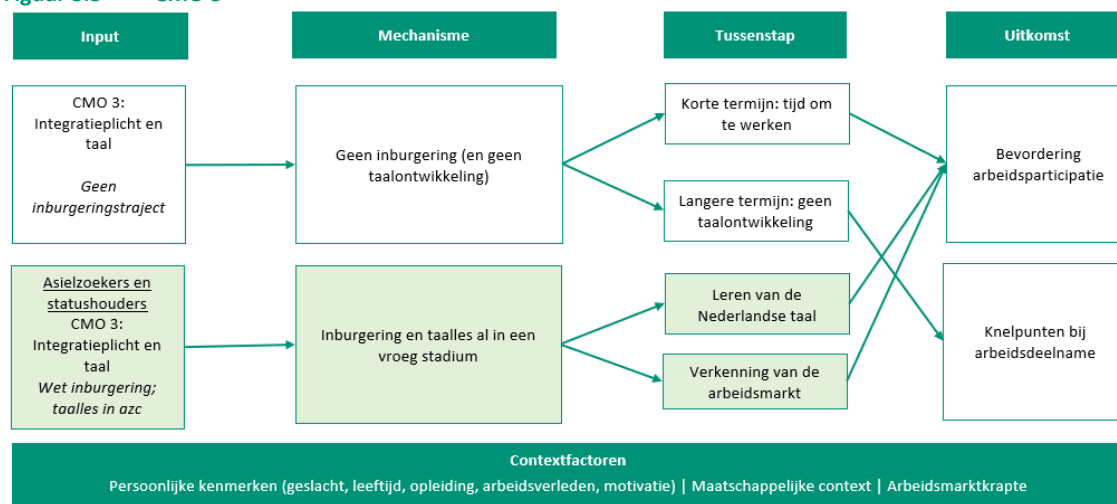 Input
Mechanisme
Tussenstap
Uitkomst
CMO 3:
Integratieplicht en
taal
Geen
inburgeringstraject
Geen inburgering (en geen
taalontwikkeling)
Korte termijn: tijd om
te werken
Langere termijn: geen
taalontwikkeling
Bevordering
arbeidsparticipatie
Asielzoekers en
statushouders
CMO 3:
Integratieplicht en
taal
Wet inburgering;
taalles in azc
Inburgering en taalles al in een
vroeg stadium
Leren van de
Nederlandse taal
Verkenning van de
arbeidsmarkt
Knelpunten bij
arbeidsdeelname
Contextfactoren
Persoonlijke kenmerken (geslacht, leeftijd, opleiding, arbeidsverleden, motivatie) | Maatschappelijke context | Arbeidsmarktkrapte